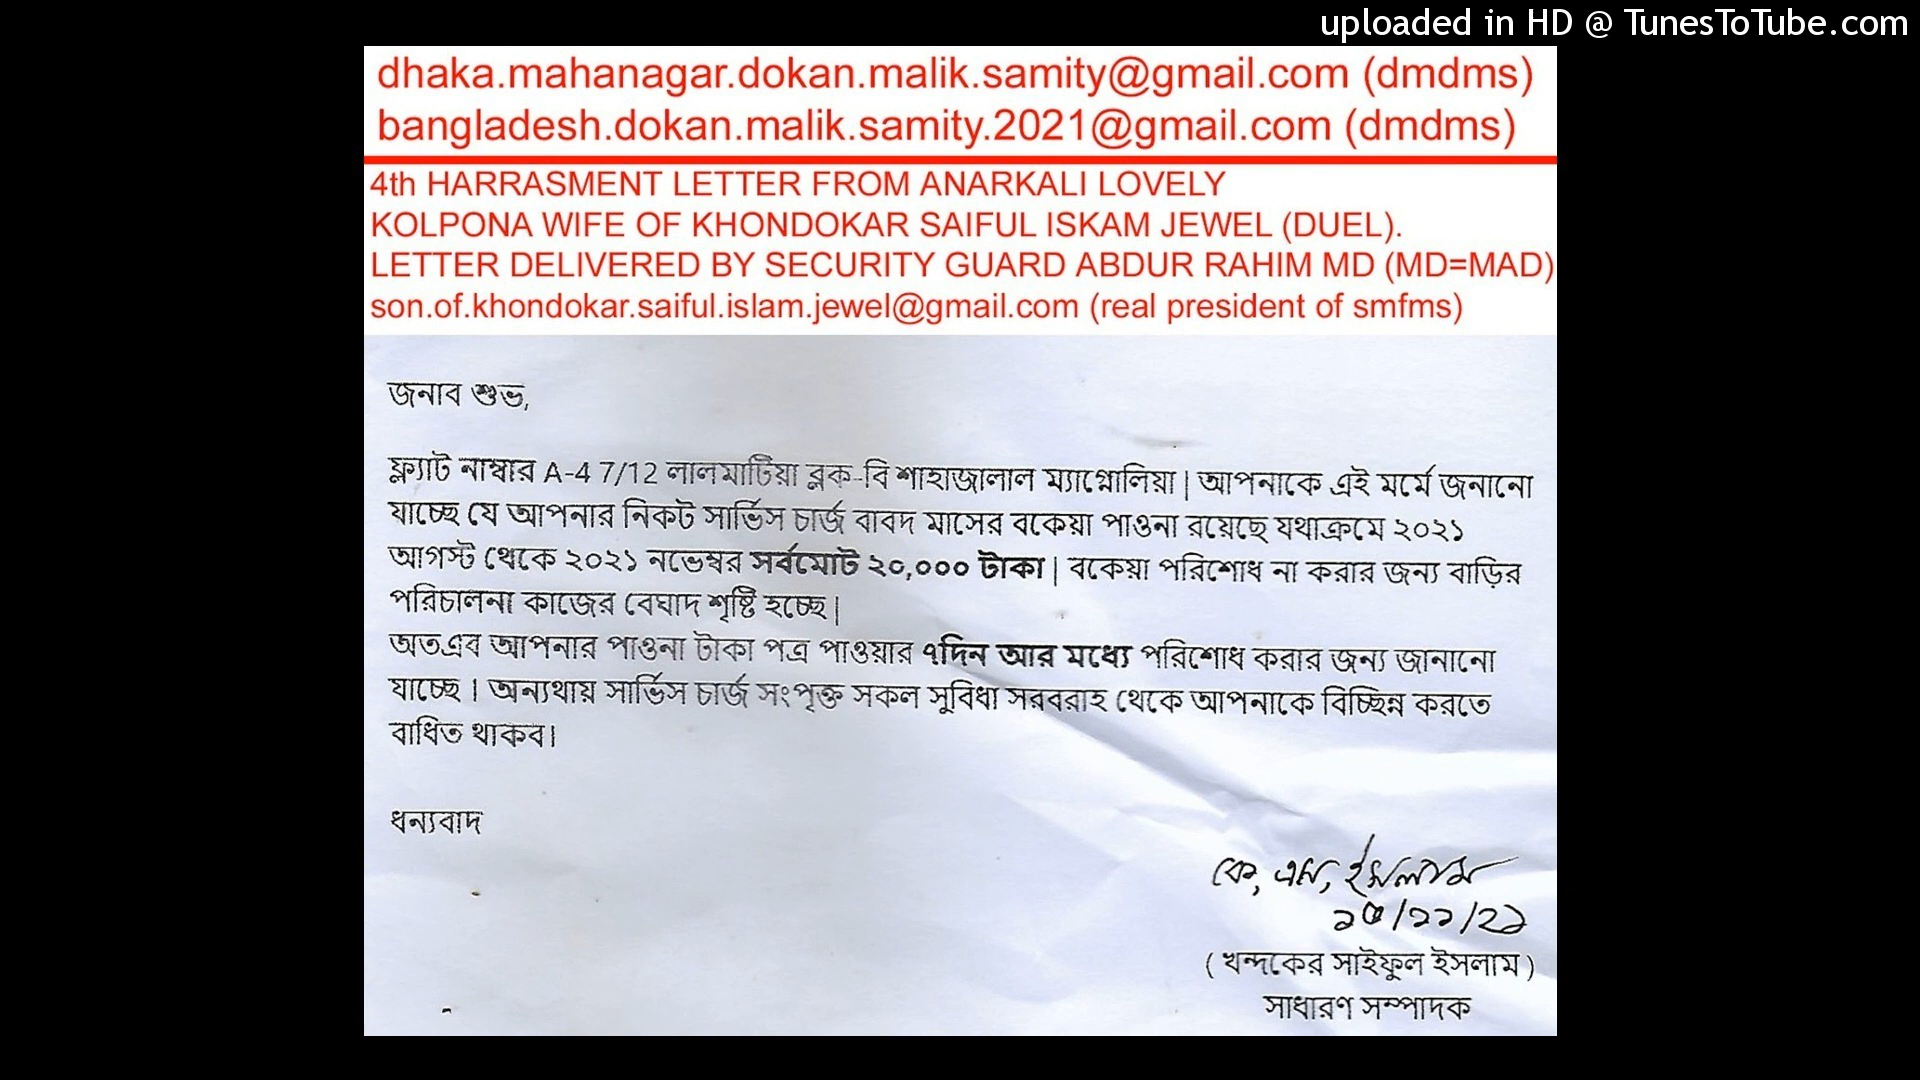 uploaded in HD @ TunesToTube.com
dhaka.mahanagar.dokan.malik.samity@gmail.com (dmdms)
bangladesh.dokan.malik.samity.2021@gmail.com (dmdms)
4th HARRASMENT LETTER FROM ANARKALI LOVELY
KOLPONA WIFE OF KHONDOKAR SAIFUL ISKAM JEWEL (DUEL).
LETTER DELIVERED BY SECURITY GUARD ABDUR RAHIM MD (MD=MAD)
son.of.khondokar.saiful.islam.jewel@gmail.com (real president of smfms)
জনাব শুভ,
ফ্ল্যাট নাম্বার A-4 7/12 লালমাটিয়া ব্লক-বি শাহাজালাল ম্যাগ্নোলিয়া| আপনাকে এই মর্মে জনানো
যাচ্ছে যে আপনার নিকট সার্ভিস চার্জ বাবদ মাসের বকেয়া পাওনা রয়েছে যথাক্রমে ২০২১
আগস্ট থেকে ২০২১ নভেম্বর সর্বমোট ২০,০০০ টাকা| বকেয়া পরিশোধ না করার জন্য বাড়ির
পরিচালনা কাজের বেঘাদ শৃষ্টি হচ্ছে|
অতএব আপনার পাওনা টাকা পত্র পাওয়ার ৭দিন আর মধ্যে পরিশোধ করার জন্য জানানো
যাচ্ছে । অন্যথায় সার্ভিস চার্জ সংপৃক্ত সকল সুবিধা সরবরাহ থেকে আপনাকে বিচ্ছিন্ন করতে
বাধিত থাকব।
ধন্যবাদ
কে, এস, ইসলাম
১৫/১১/২১
( খন্দকের সাইফুল ইসলাম )
সাধারণ সম্পাদক